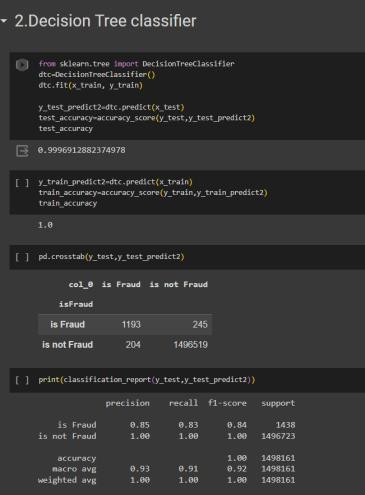 2.Decision Tree classifier
from sklearn.tree import DecisionTreeClassifier
dtc=DecisionTreeClassifier()
dtc.fit(x_train, y_train)
y_test_predict2=dtc.predict(x_test)
test_accuracy=accuracy_score(y_test,y_test_predict2)
test_accuracy
0.9996912882374978
[ ] y_train_predict2=dtc.predict(x_train)
train_accuracy=accuracy_score(y_train,y_train_predict2)
train_accuracy
1.0
[ ] pd.crosstab(y_test,y_test_predict2)
col_0 is Fraud is not Fraud
isFraud
is Fraud 1193 245
is not Fraud 204 1496519
[ ] print(classification_report(y_test,y_test_predict2))
precision recall f1-score support
is Fraud 0.85 0.83 0.84 1438
is not Fraud 1.00 1.00 1.00 1496723
accuracy 1.00 1498161
macro avg 0.93 0.91 0.92 1498161
weighted avg 1.00 1.00 1.00 1498161